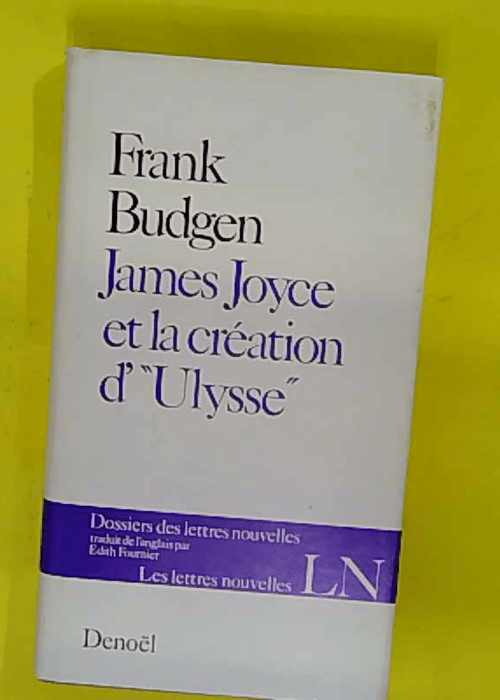 Frank
Budgen
James Joyce
et la création
d'"Ulysse"
Dossiers des lettres nouvelles
traduit de l'anglais par
Edith Fournier
Les lettres nouvelles LN
Denoël